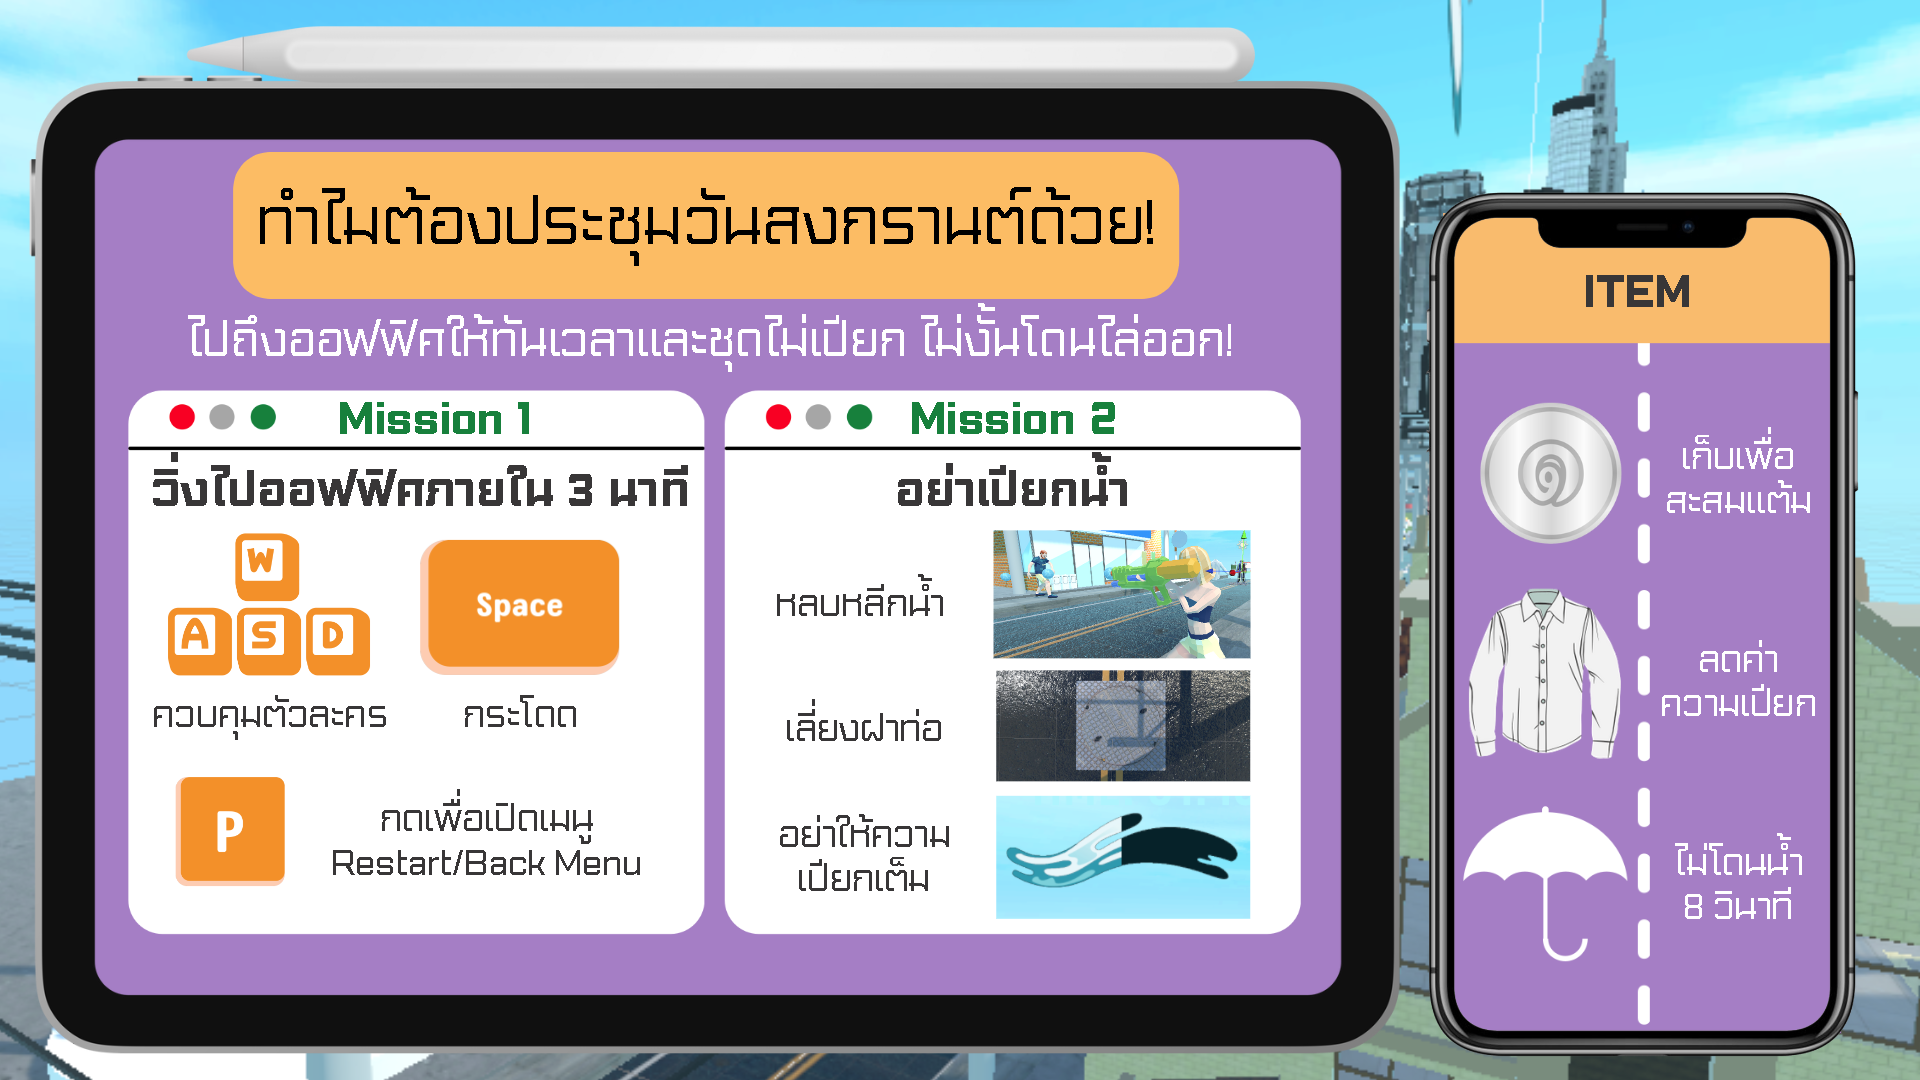 ทำไมต้องประชุมวันสงกรานต์ด้วย!
ไปถึงออฟฟิศให้ทันเวลาและชุดไม่เปียก ไม่งั้นโดนไล่ออก!
Mission 1
วิ่งไปออฟฟิศภายใน 3 นาที
W
A S D
Space
ควบคุมตัวละคร
กระโดด
P
กดเพื่อเปิดเมนู
Restart/Back Menu
Mission 2
อย่าเปียกน้ำ
หลบหลีกน้ำ
เลี่ยงฝาท่อ
อย่าให้ความ
เปียกเต็ม
ITEM
๑
เก็บเพื่อ
สะสมแต้ม
ลดค่า
ความเปียก
ไม่โดนน้ำ
8 วินาที